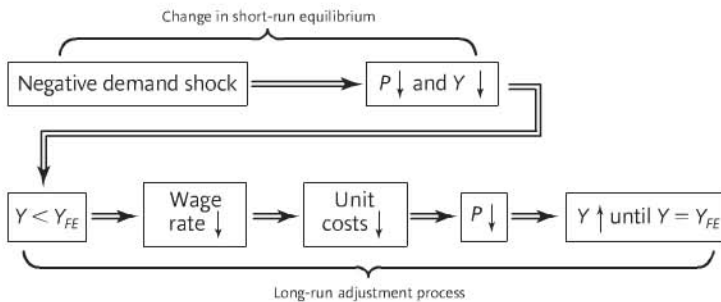 Change in short-run equilibrium
Negative demand shock
P↓ and Y ↓
Y < Y_FE
Wage
rate ↓
Unit
costs ↓
P↓
Y ↑ until Y = Y_FE
Long-run adjustment process